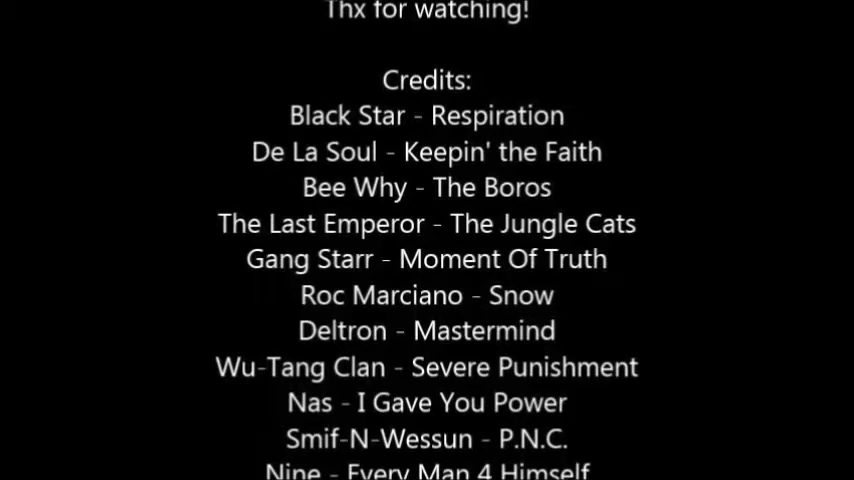 Thx for watching!
Credits:
Black Star - Respiration
De La Soul - Keepin' the Faith
Bee Why - The Boros
The Last Emperor - The Jungle Cats
Gang Starr - Moment Of Truth
Roc Marciano - Snow
Deltron - Mastermind
Wu-Tang Clan - Severe Punishment
Nas - I Gave You Power
Smif-N-Wessun - P.N.C.
Nine - Every Man 4 Himself